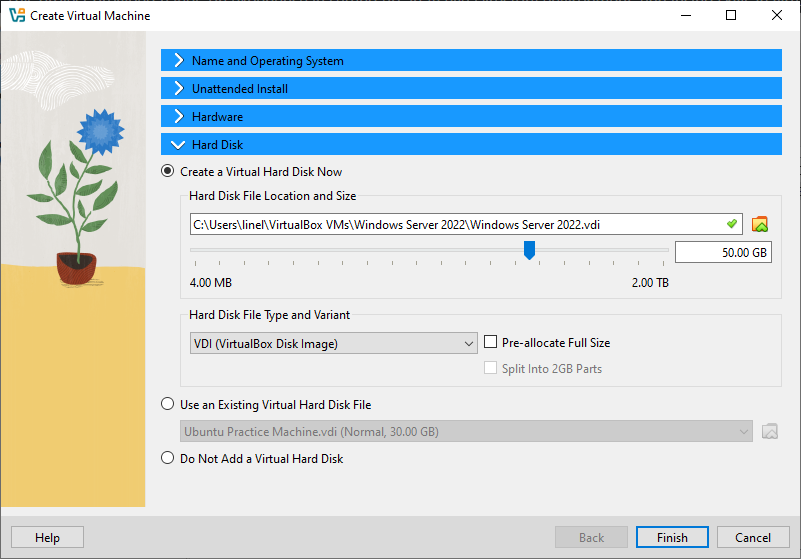 Create Virtual Machine
Name and Operating System
Unattended Install
Hardware
Hard Disk
Create a Virtual Hard Disk Now
Hard Disk File Location and Size
C:\Users\linel\VirtualBox VMs\Windows Server 2022\Windows Server 2022.vdi
50.00 GB
4.00 MB 2.00 TB
Hard Disk File Type and Variant
VDI (VirtualBox Disk Image) Pre-allocate Full Size
Split Into 2GB Parts
Use an Existing Virtual Hard Disk File
Ubuntu Practice Machine.vdi (Normal, 30.00 GB)
Do Not Add a Virtual Hard Disk
Help Back Finish Cancel